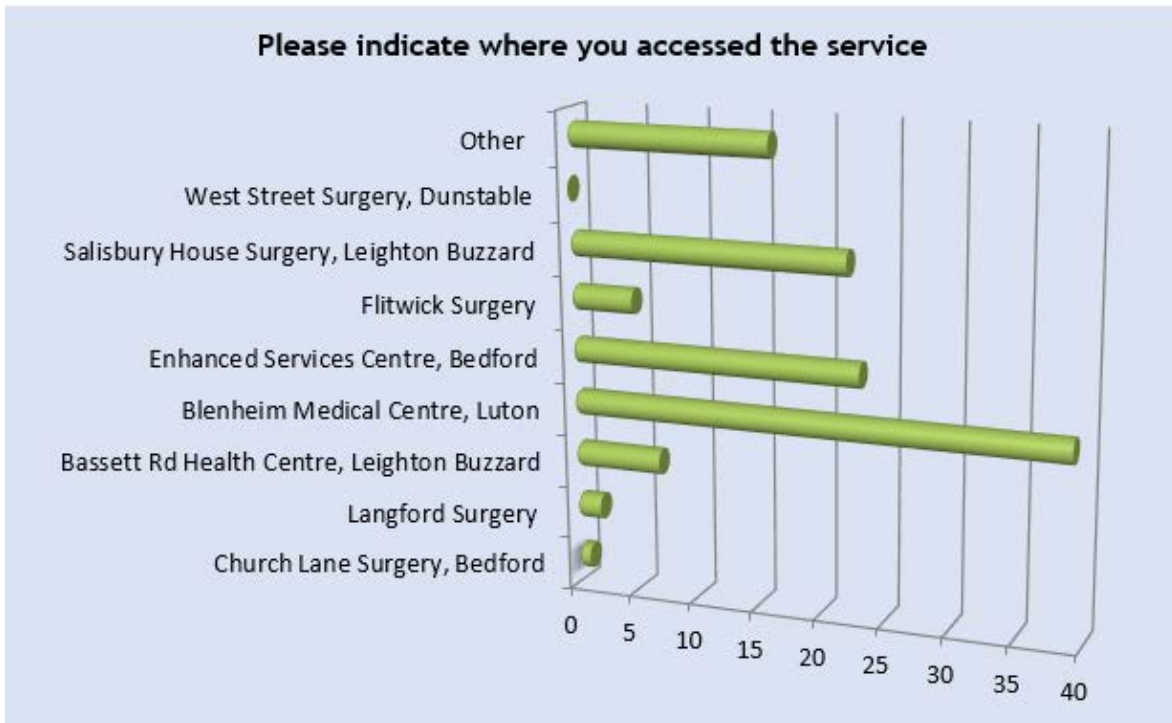 Please indicate where you accessed the service
Other
West Street Surgery, Dunstable
Salisbury House Surgery, Leighton Buzzard
Flitwick Surgery
Enhanced Services Centre, Bedford
Blenheim Medical Centre, Luton
Bassett Rd Health Centre, Leighton Buzzard
Langford Surgery
Church Lane Surgery, Bedford
0 5 10 15 20 25 30 35 40